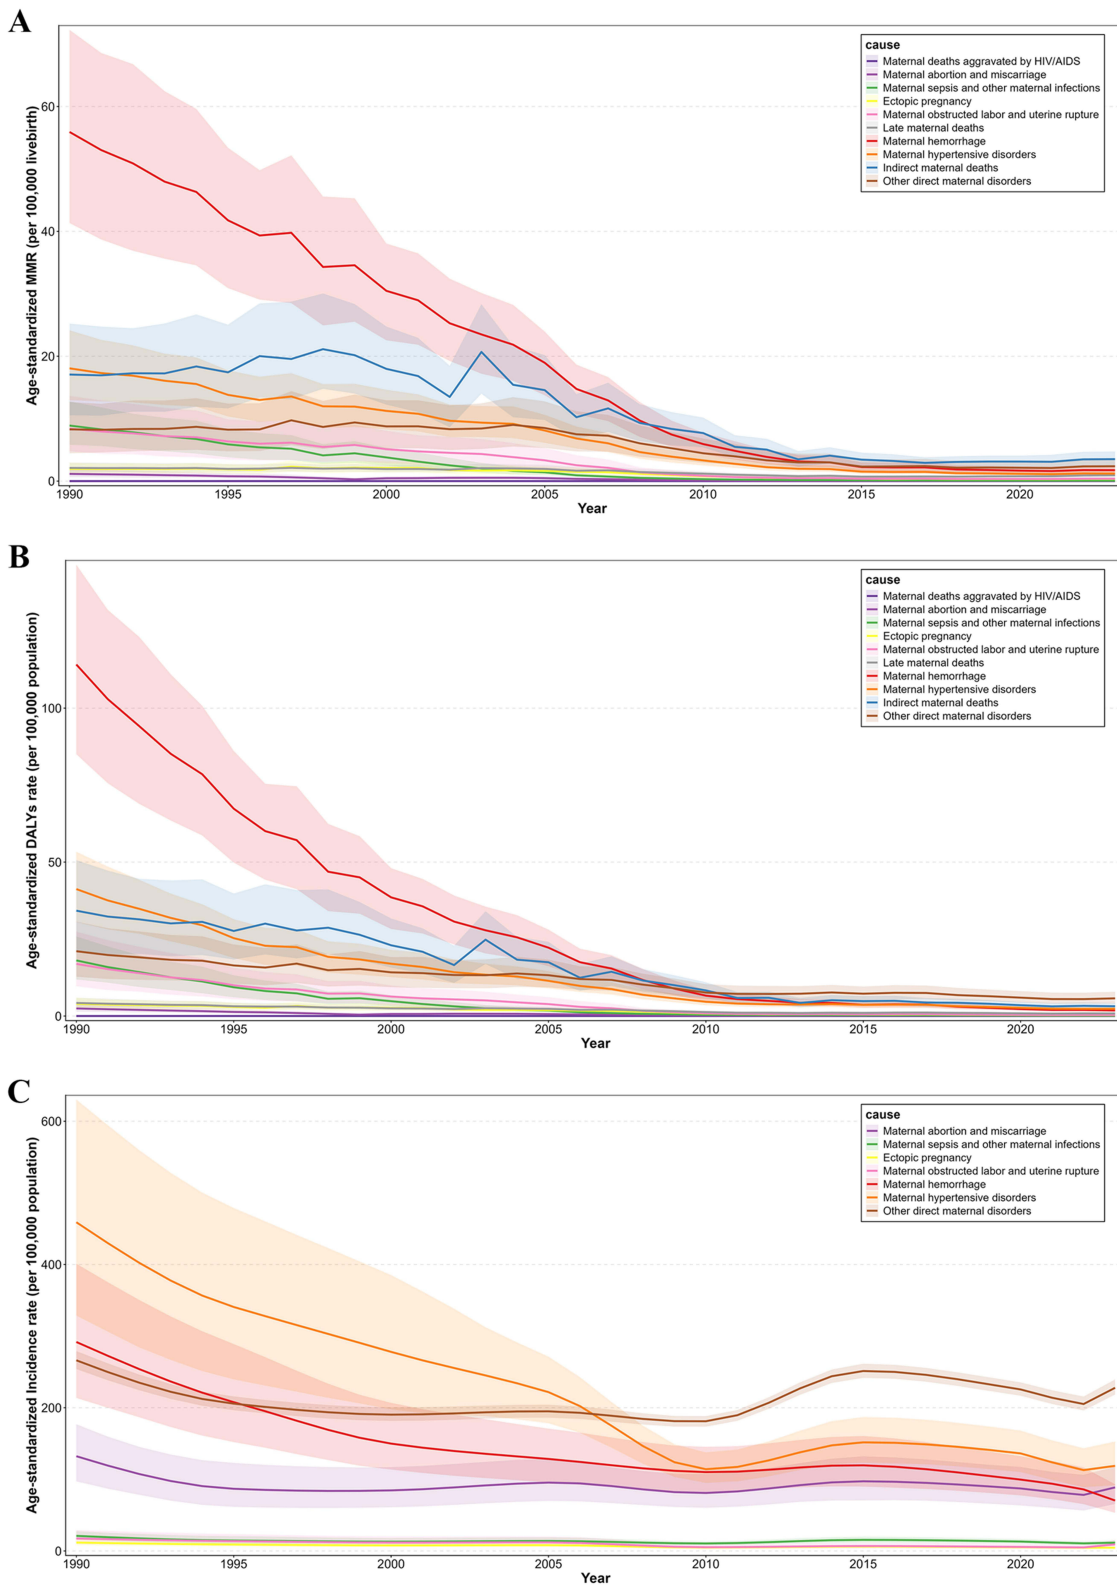 A
Age-standardized MMR (per 100,000 livebirth)
60
40
20
0
1990
1995
2000
2005
2010
2015
2020
Year
cause
Maternal deaths aggravated by HIV/AIDS
Maternal abortion and miscarriage
Maternal sepsis and other maternal infections
Ectopic pregnancy
Maternal obstructed labor and uterine rupture
Late maternal deaths
Maternal hemorrhage
Maternal hypertensive disorders
Indirect maternal deaths
Other direct maternal disorders
B
Age-standardized DALYs rate (per 100,000 population)
100
50
0
1990
1995
2000
2005
2010
2015
2020
Year
cause
Maternal deaths aggravated by HIV/AIDS
Maternal abortion and miscarriage
Maternal sepsis and other maternal infections
Ectopic pregnancy
Maternal obstructed labor and uterine rupture
Late maternal deaths
Maternal hemorrhage
Maternal hypertensive disorders
Indirect maternal deaths
Other direct maternal disorders
C
Age-standardized Incidence rate (per 100,000 population)
600
400
200
0
1990
1995
2000
2005
2010
2015
2020
Year
cause
Maternal abortion and miscarriage
Maternal sepsis and other maternal infections
Ectopic pregnancy
Maternal obstructed labor and uterine rupture
Maternal hemorrhage
Maternal hypertensive disorders
Other direct maternal disorders